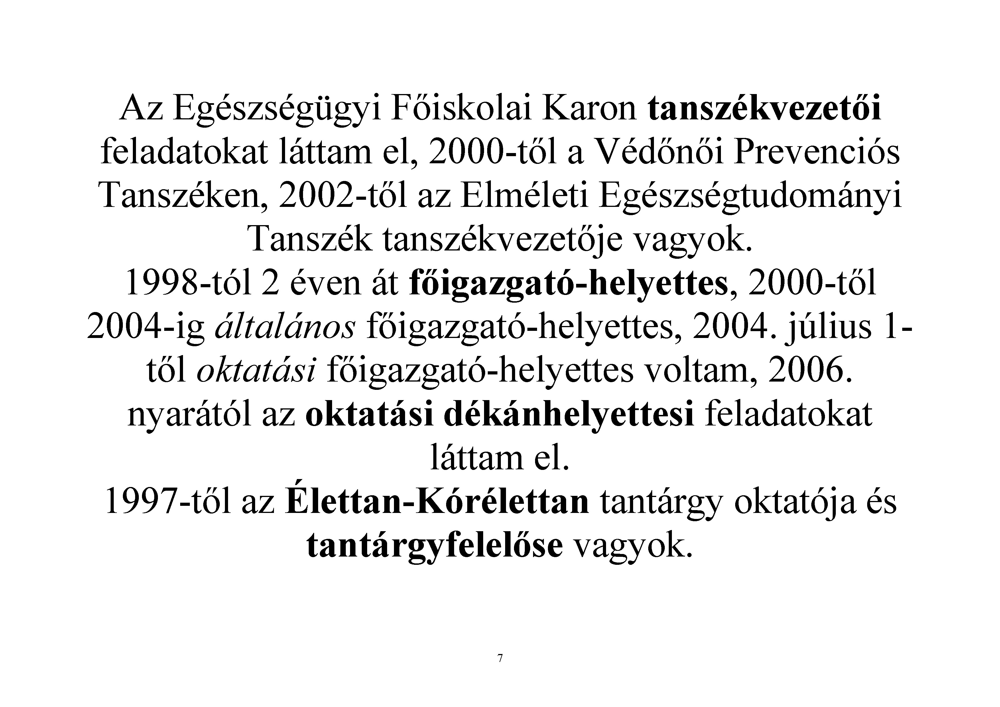 Az Egészségügyi Főiskolai Karon tanszékvezetői
feladatokat láttam el, 2000-től a Védőnői Prevenciós
Tanszéken, 2002-től az Elméleti Egészségtudományi
Tanszék tanszékvezetője vagyok.
1998-tól 2 éven át főigazgató-helyettes, 2000-től
2004-ig általános főigazgató-helyettes, 2004. július 1-
től oktatási főigazgató-helyettes voltam, 2006.
nyarától az oktatási dékánhelyettesi feladatokat
láttam el.
1997-től az Élettan-Kórélettan tantárgy oktatója és
tantárgyfelelőse vagyok.
7